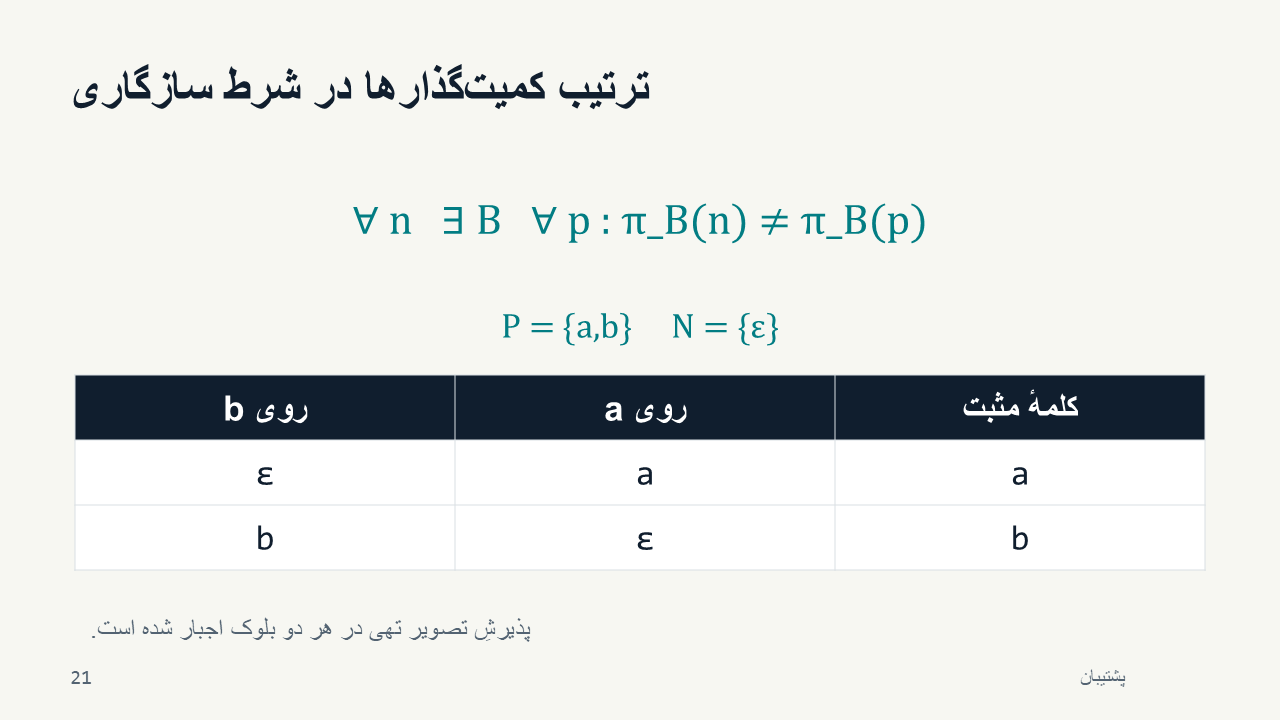 ترتیب کمیت‌گذارها در شرط سازگاری
∀ n ∃ B ∀ p : π_B(n) ≠ π_B(p)
P = {a,b} N = {ε}
کلمهٔ مثبت روی a روی b
a a ε
b ε b
پذیرشِ تصویر تهی در هر دو بلوک اجبار شده است.
پشتیبان 21